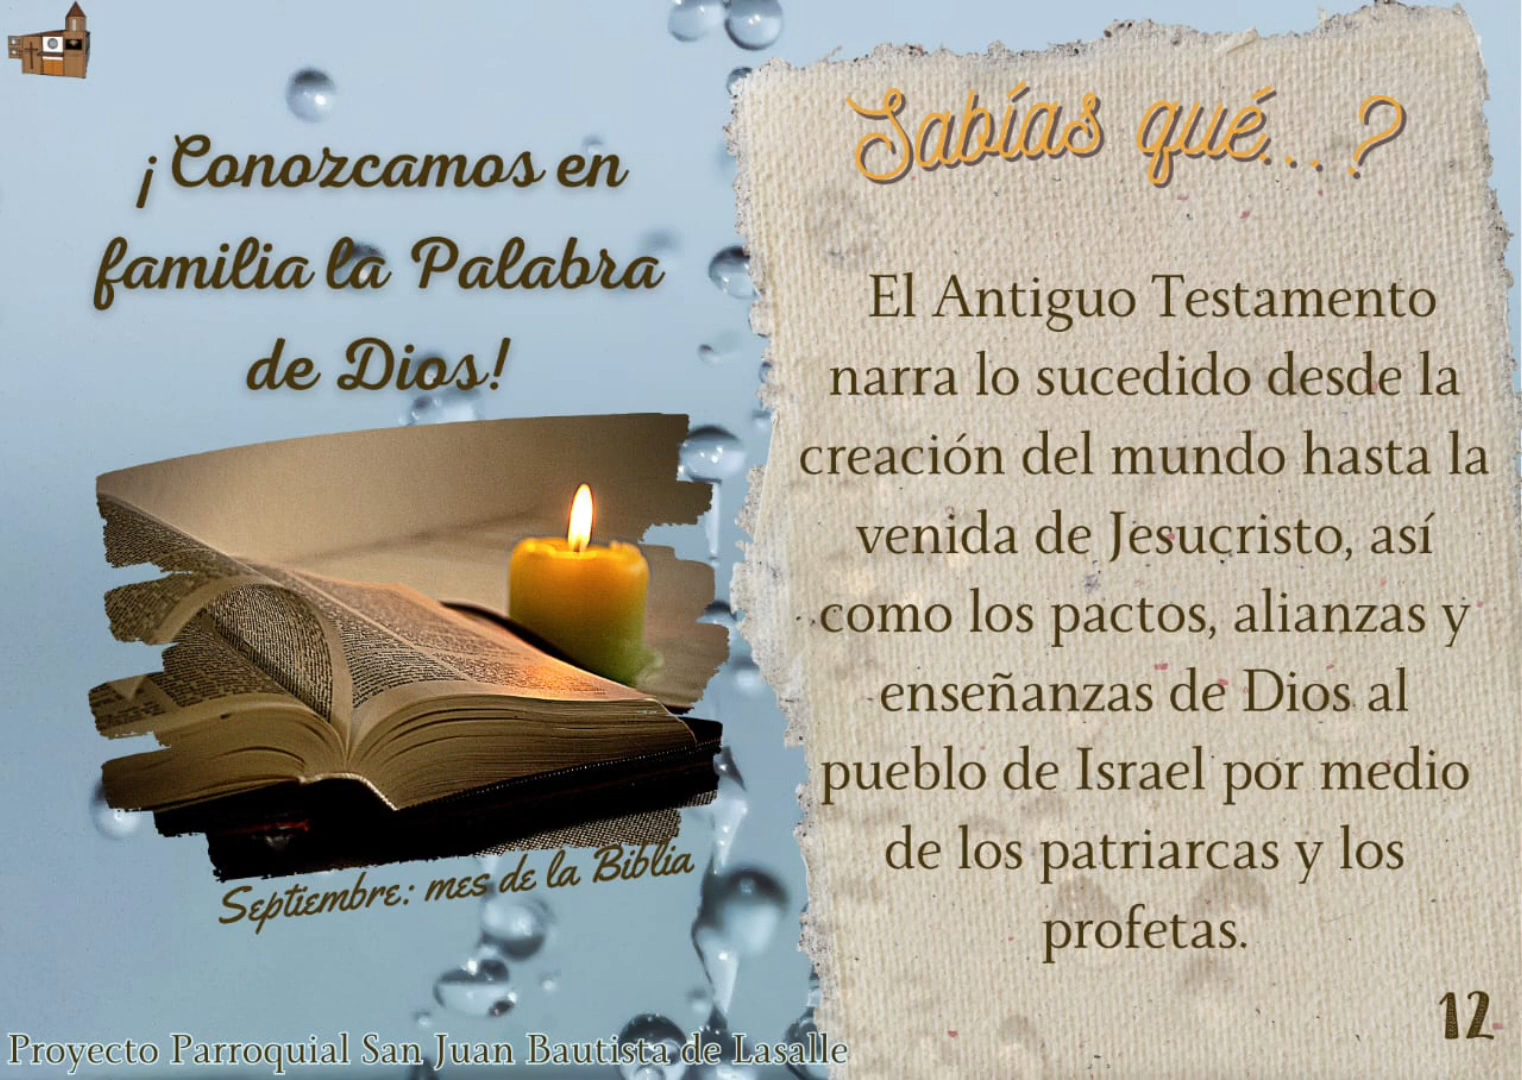 ¡Conozcamos en
familia la Palabra
de Dios!
Septiembre: mes de la Biblia
Proyecto Parroquial San Juan Bautista de Lasalle
Sabías qué...?
El Antiguo Testamento
narra lo sucedido desde la
creación del mundo hasta la
venida de Jesucristo, así
como los pactos, alianzas y
enseñanzas de Dios al
pueblo de Israel por medio
de los patriarcas y los
profetas.
12